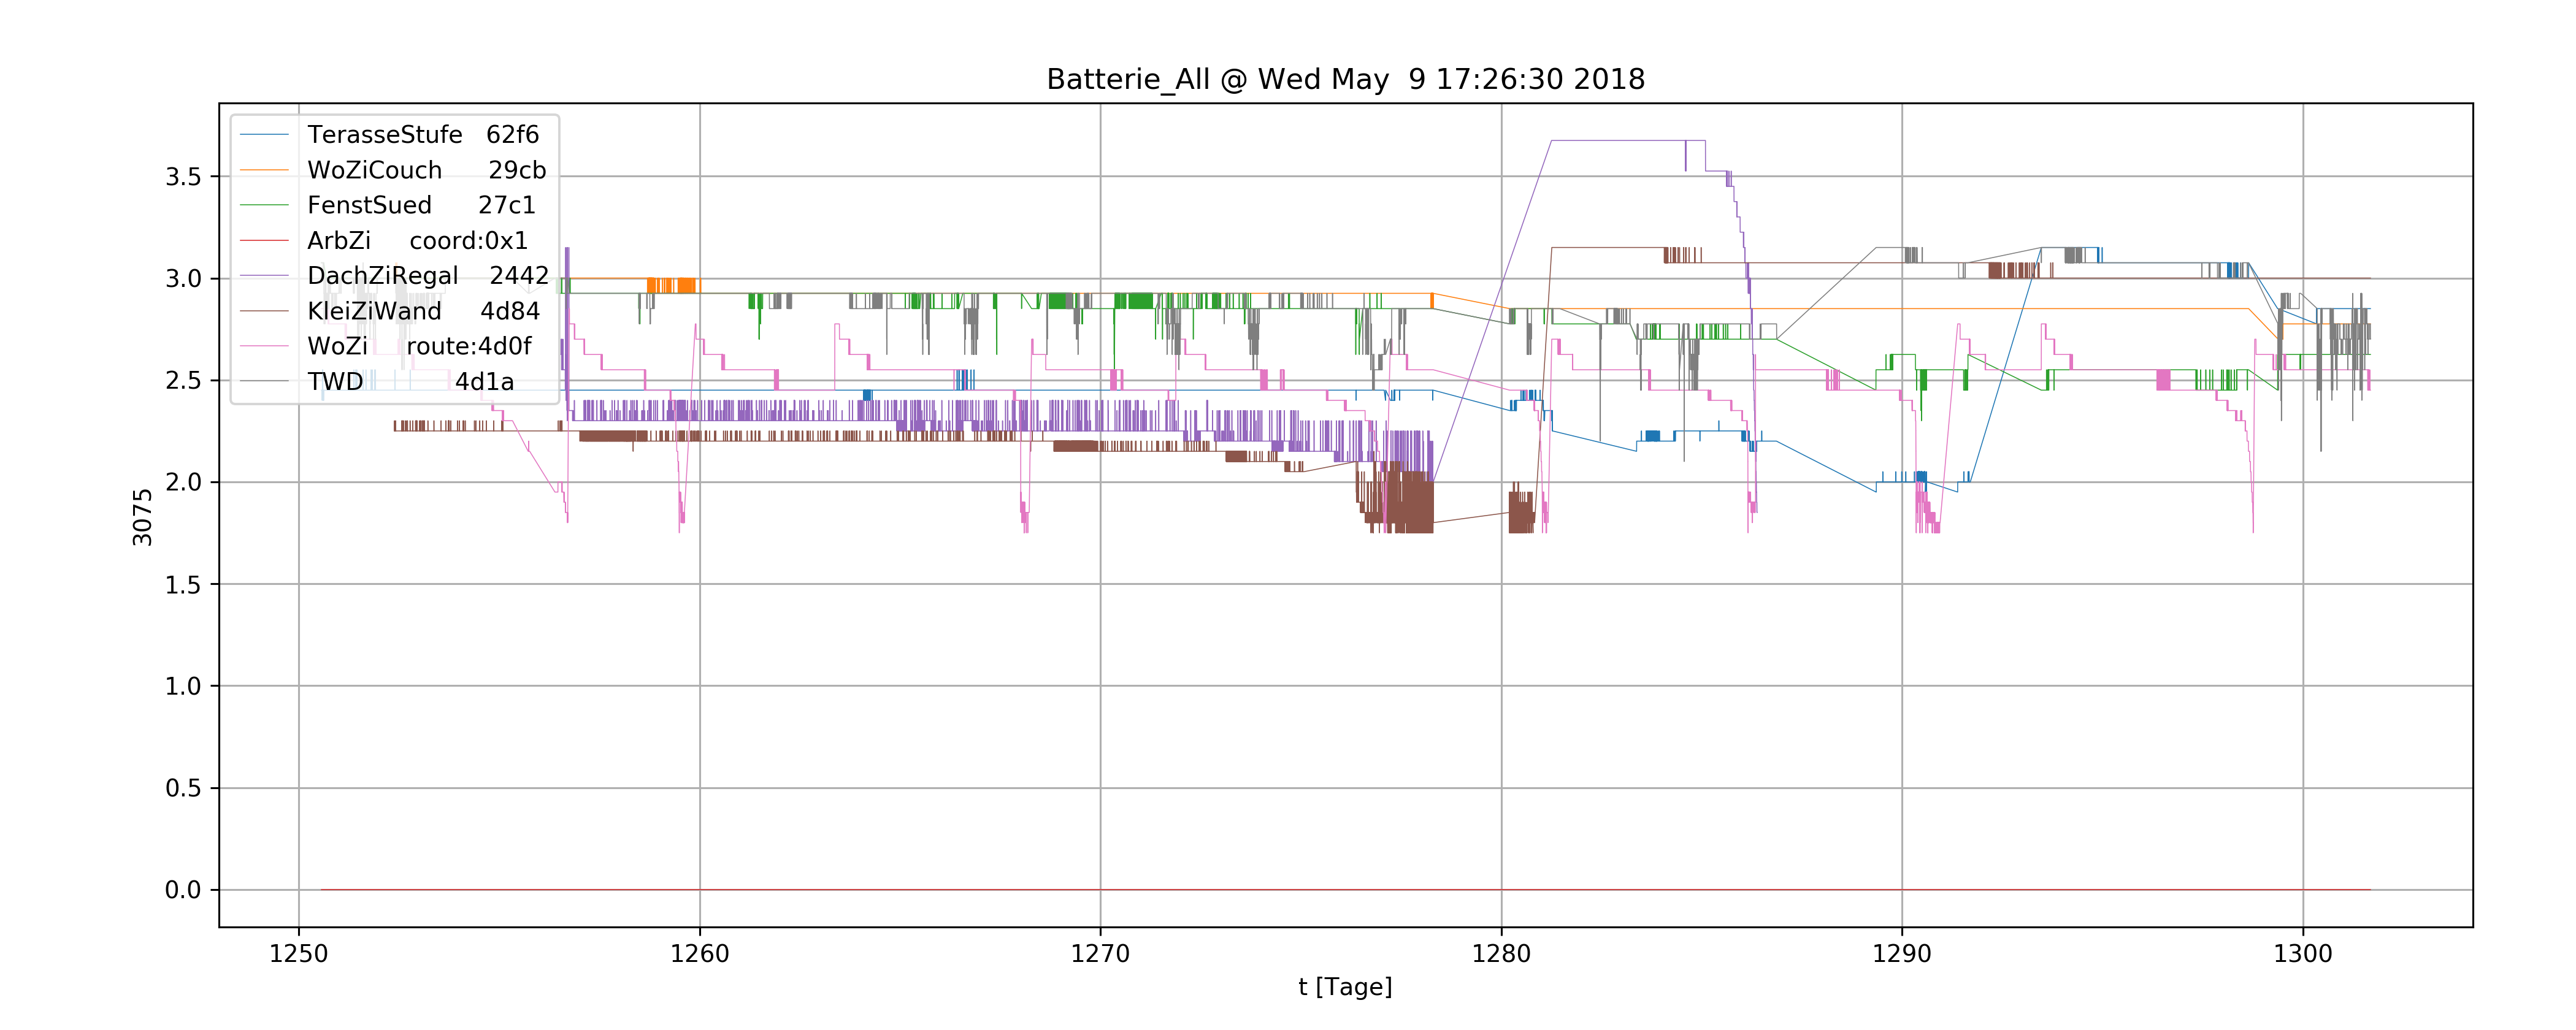 Batterie_All @ Wed May  9 17:26:30 2018
TerasseStufe   62f6
WoZiCouch      29cb
FenstSued      27c1
ArbZi     coord:0x1
DachZiRegal    2442
KleiZiWand     4d84
WoZi     route:4d0f
TWD            4d1a
3.5
3.0
2.5
2.0
1.5
1.0
0.5
0.0
3075
1250 1260 1270 1280 1290 1300
t [Tage]